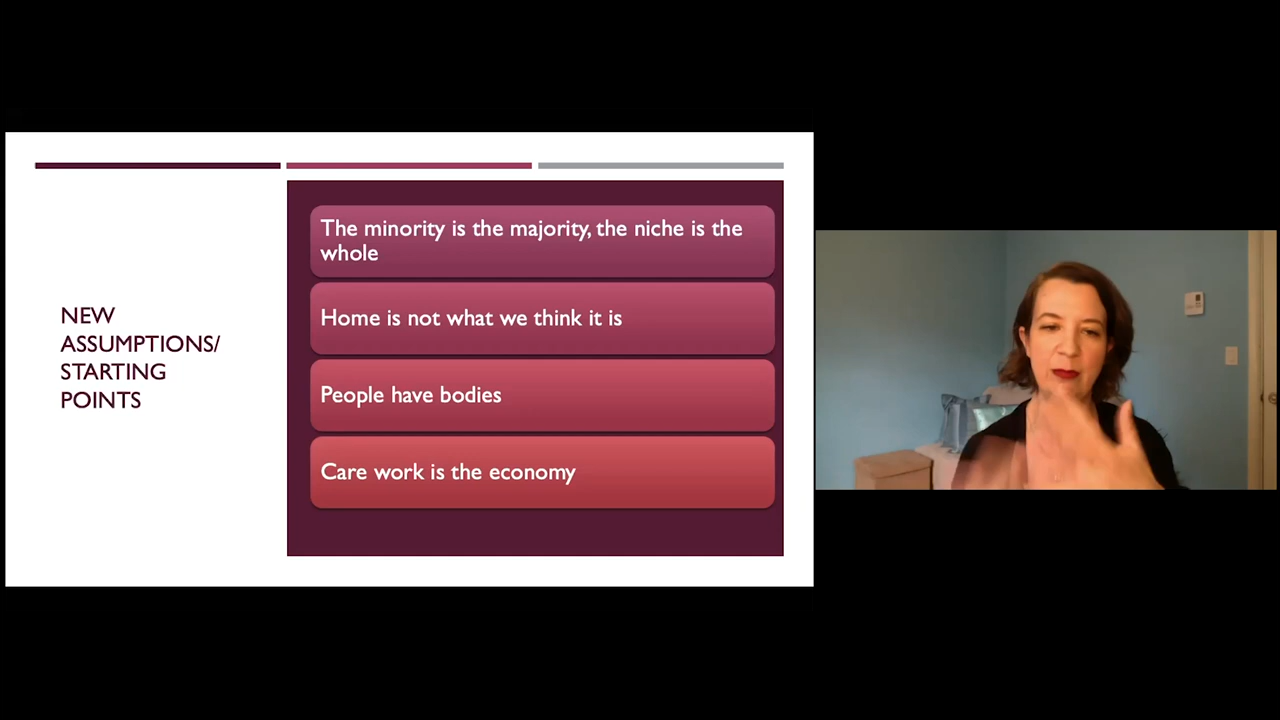 NEW
ASSUMPTIONS/
STARTING
POINTS
The minority is the majority, the niche is the
whole
Home is not what we think it is
People have bodies
Care work is the economy